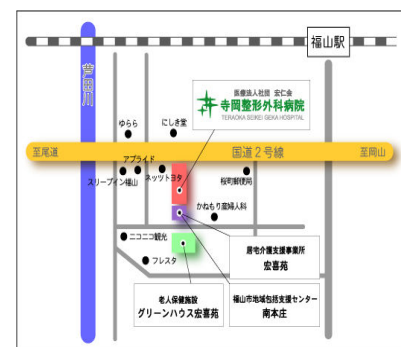 福山駅
芦田川
医療法人社団 宏仁会
寺岡整形外科病院
TERAOKA SEIKEI GEKA HOSPITAL
ゆらら
にしき堂
至尾道
国道2号線
至岡山
アプライド
スリープイン福山
ネッツトヨタ
桜町郵便局
かねもり産婦人科
ニコニコ観光
フレスタ
居宅介護支援事業所
宏喜苑
老人保健施設
グリーンハウス宏喜苑
福山市地域包括支援センター
南本庄